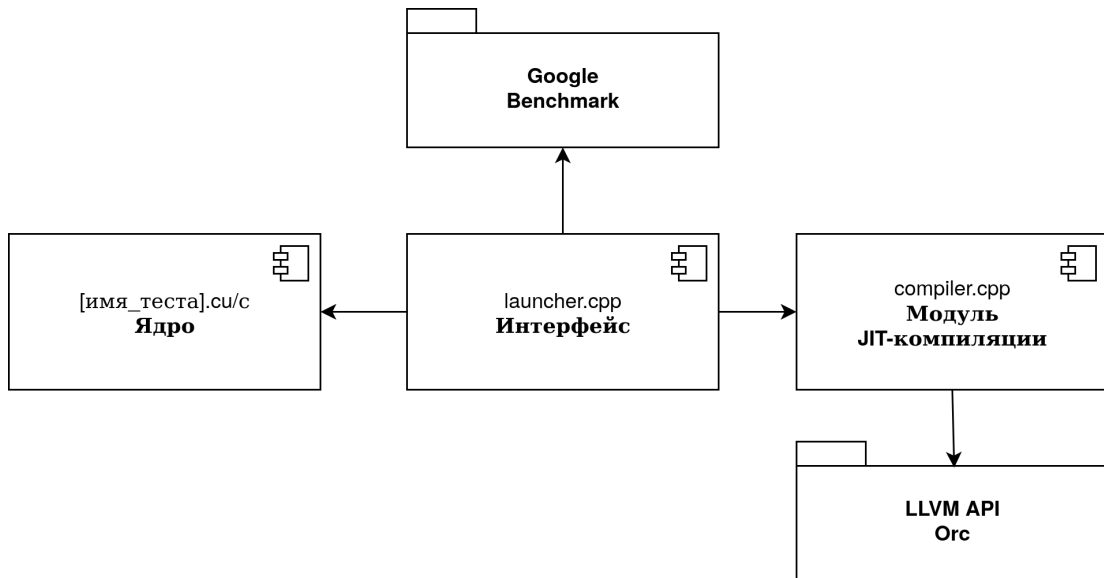 Google
Benchmark
[имя_теста].cu/c
Ядро
launcher.cpp
Интерфейс
compiler.cpp
Модуль
JIT-компиляции
LLVM API
Orc